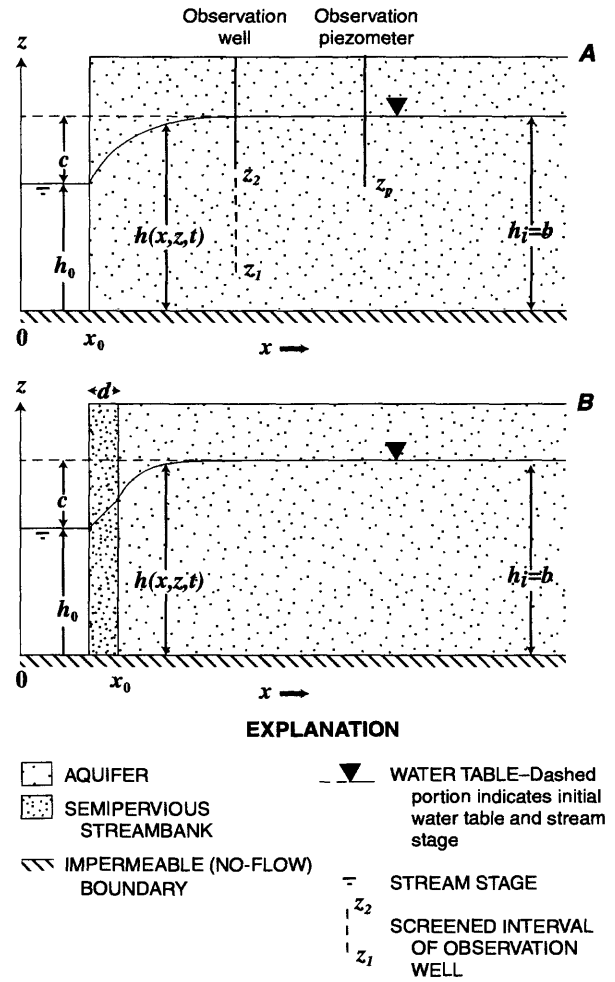 Observation
well
Observation
piezometer
A
z
c
z₂
zₚ
h(x,z,t)
hᵢ=b
h₀
z₁
0
x₀
x
z
d
B
c
h(x,z,t)
hᵢ=b
h₀
0
x₀
x
EXPLANATION
AQUIFER
SEMIPERVIOUS
STREAMBANK
IMPERMEABLE (NO-FLOW)
BOUNDARY
WATER TABLE–Dashed
portion indicates initial
water table and stream
stage
STREAM STAGE
z₂
z₁
SCREENED INTERVAL
OF OBSERVATION
WELL